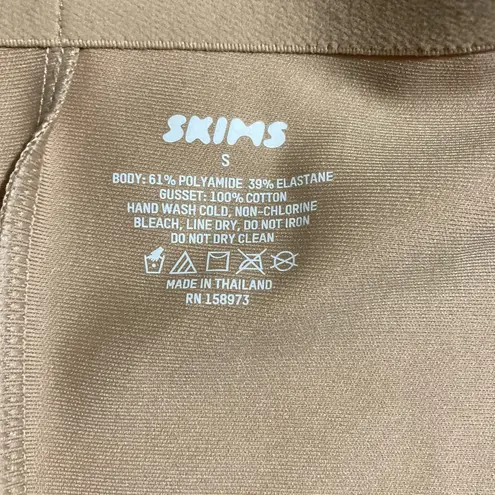 SKIMS
S
BODY: 61% POLYAMIDE 39% ELASTANE
GUSSET: 100% COTTON
HAND WASH COLD, NON-CHLORINE
BLEACH, LINE DRY, DO NOT IRON
DO NOT DRY CLEAN
MADE IN THAILAND
RN 158973